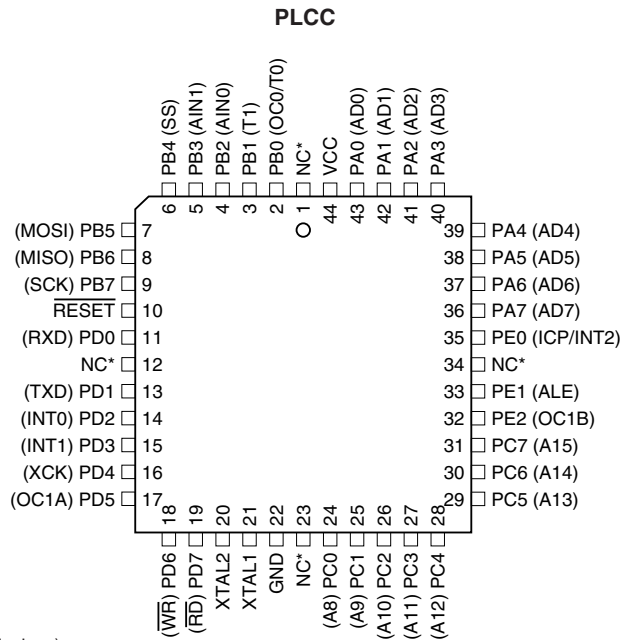 PLCC
PB4 (SS)
PB3 (AIN1)
PB2 (AIN0)
PB1 (T1)
PB0 (OC0/T0)
NC*
VCC
PA0 (AD0)
PA1 (AD1)
PA2 (AD2)
PA3 (AD3)
6
5
4
3
2
1
44
43
42
41
40
(MOSI) PB5 7
(MISO) PB6 8
(SCK) PB7 9
RESET 10
(RXD) PD0 11
NC* 12
(TXD) PD1 13
(INT0) PD2 14
(INT1) PD3 15
(XCK) PD4 16
(OC1A) PD5 17
39 PA4 (AD4)
38 PA5 (AD5)
37 PA6 (AD6)
36 PA7 (AD7)
35 PE0 (ICP/INT2)
34 NC*
33 PE1 (ALE)
32 PE2 (OC1B)
31 PC7 (A15)
30 PC6 (A14)
29 PC5 (A13)
18
19
20
21
22
23
24
25
26
27
28
(WR) PD6
(RD) PD7
XTAL2
XTAL1
GND
NC*
(A8) PC0
(A9) PC1
(A10) PC2
(A11) PC3
(A12) PC4